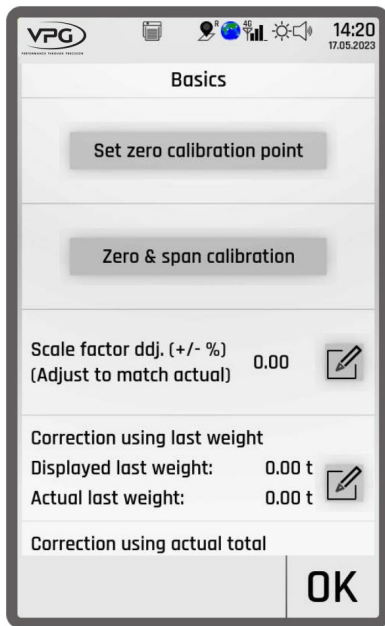 VPG
R
4G
14:20
17.05.2023
Basics
Set zero calibration point
Zero & span calibration
Scale factor ddj. (+/- %)
(Adjust to match actual)
0.00
Correction using last weight
Displayed last weight: 0.00 t
Actual last weight: 0.00 t
Correction using actual total
OK